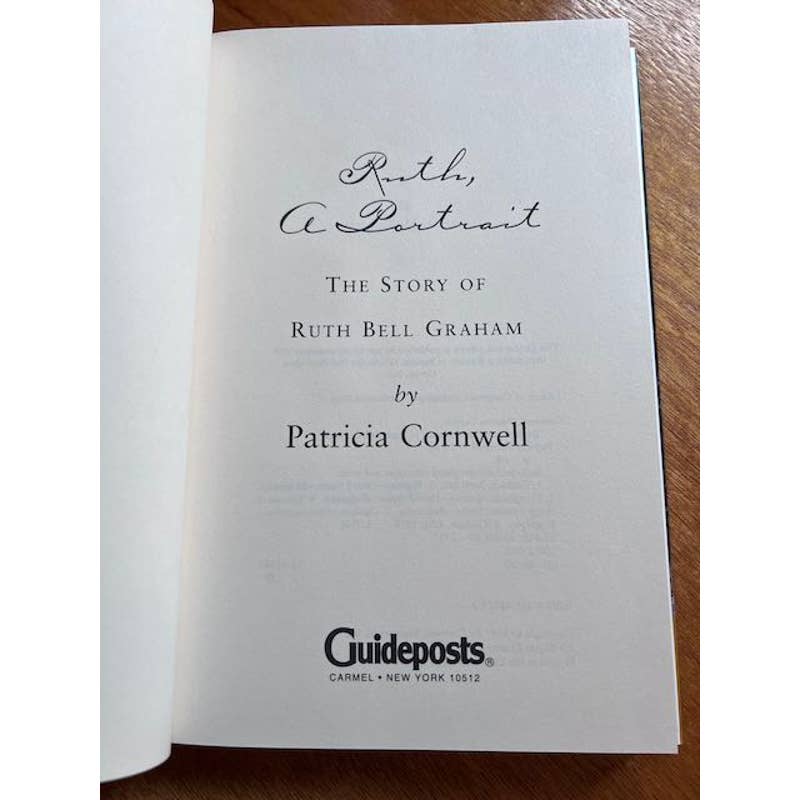 Ruth,
A Portrait
THE STORY OF
RUTH BELL GRAHAM
by
Patricia Cornwell
Guideposts®
CARMEL • NEW YORK 10512